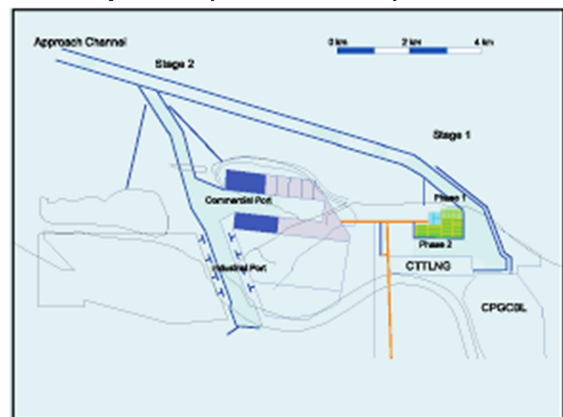 Approach Channel
0 km 2 km 4 km
Stage 2
Stage 1
Phase 1
Commercial Port
Phase 2
Industrial Port
CTTLNG
CPGCBL